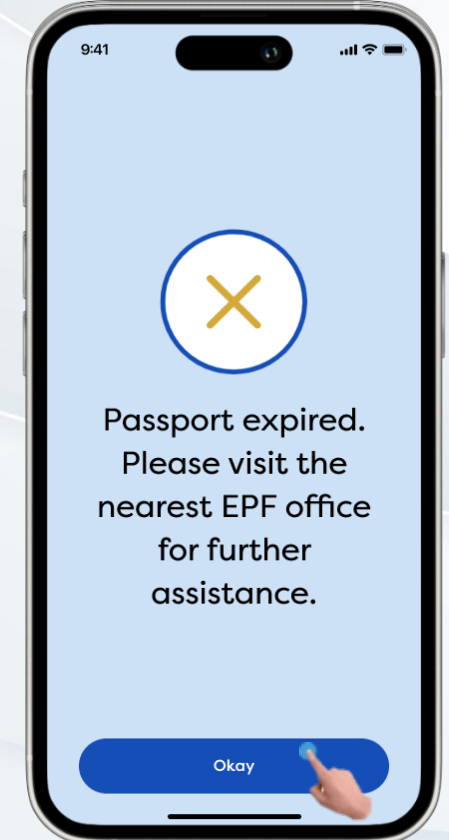 9:41
Passport expired.
Please visit the
nearest EPF office
for further
assistance.
Okay